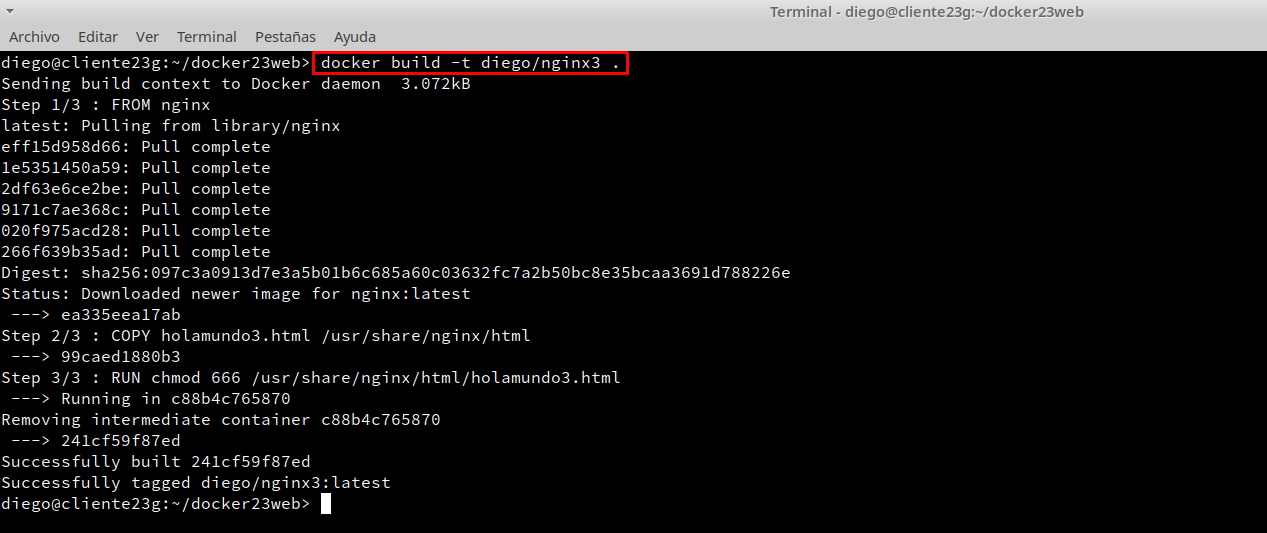 Terminal - diego@cliente23g:~/docker23web
Archivo Editar Ver Terminal Pestañas Ayuda
diego@cliente23g:~/docker23web> docker build -t diego/nginx3 .
Sending build context to Docker daemon  3.072kB
Step 1/3 : FROM nginx
latest: Pulling from library/nginx
eff15d958d66: Pull complete
1e5351450a59: Pull complete
2df63e6ce2be: Pull complete
9171c7ae368c: Pull complete
020f975acd28: Pull complete
266f639b35ad: Pull complete
Digest: sha256:097c3a0913d7e3a5b01b6c685a60c03632fc7a2b50bc8e35bcaa3691d788226e
Status: Downloaded newer image for nginx:latest
 ---> ea335eea17ab
Step 2/3 : COPY holamundo3.html /usr/share/nginx/html
 ---> 99caed1880b3
Step 3/3 : RUN chmod 666 /usr/share/nginx/html/holamundo3.html
 ---> Running in c88b4c765870
Removing intermediate container c88b4c765870
 ---> 241cf59f87ed
Successfully built 241cf59f87ed
Successfully tagged diego/nginx3:latest
diego@cliente23g:~/docker23web>